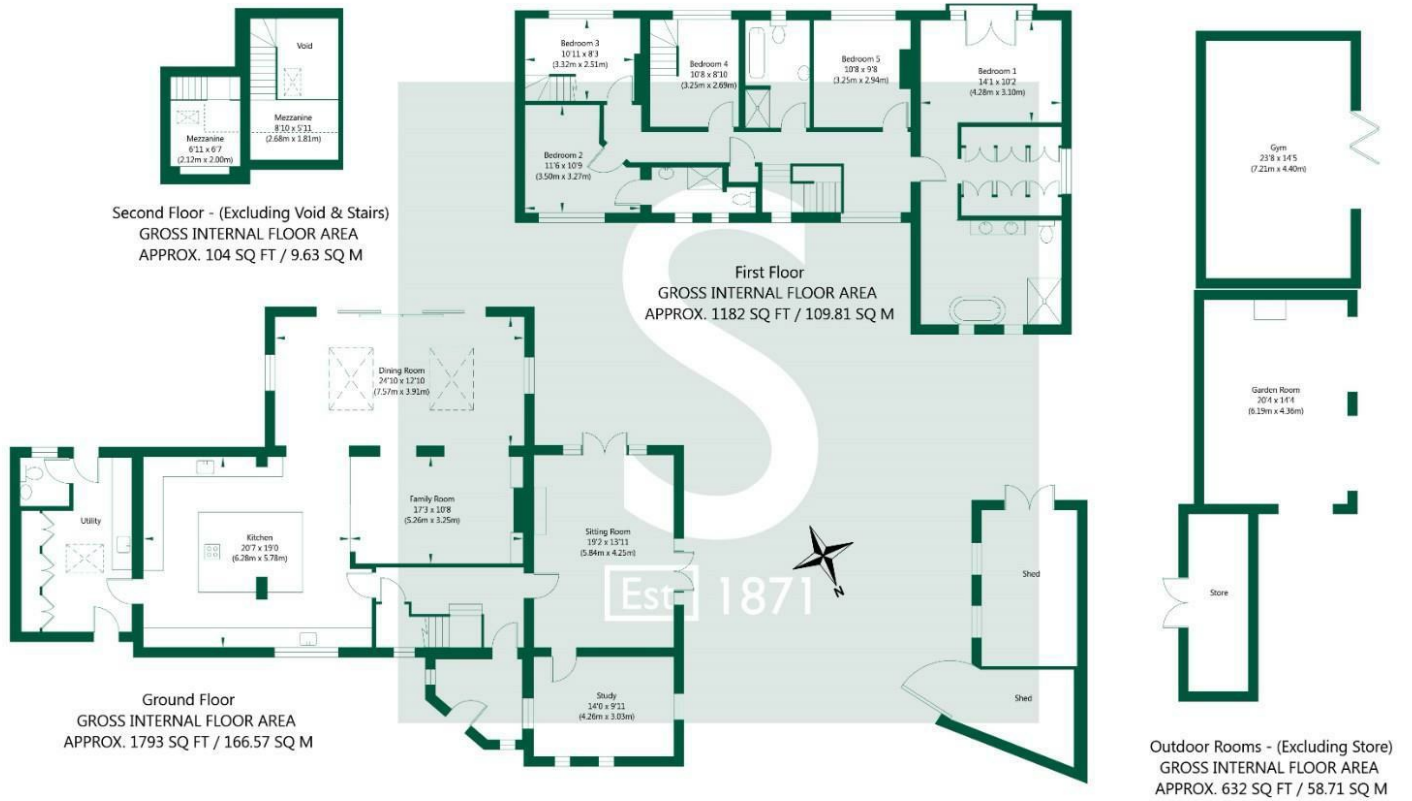 Void
Mezzanine
8'10 x 5'11
(2.68m x 1.81m)
Mezzanine
6'11 x 6'7
(2.12m x 2.00m)
Second Floor - (Excluding Void & Stairs)
GROSS INTERNAL FLOOR AREA
APPROX. 104 SQ FT / 9.63 SQ M
Bedroom 3
10'11 x 8'3
(3.32m x 2.51m)
Bedroom 4
10'8 x 8'10
(3.25m x 2.69m)
Bedroom 5
10'8 x 9'8
(3.25m x 2.94m)
Bedroom 1
14'1 x 10'2
(4.28m x 3.10m)
Bedroom 2
11'6 x 10'9
(3.50m x 3.27m)
First Floor
GROSS INTERNAL FLOOR AREA
APPROX. 1182 SQ FT / 109.81 SQ M
Gym
23'8 x 14'5
(7.21m x 4.40m)
Garden Room
20'4 x 14'4
(6.19m x 4.36m)
Store
Outdoor Rooms - (Excluding Store)
GROSS INTERNAL FLOOR AREA
APPROX. 632 SQ FT / 58.71 SQ M
Dining Room
24'10 x 12'10
(7.57m x 3.91m)
Family Room
17'3 x 10'8
(5.26m x 3.25m)
Utility
Kitchen
20'7 x 19'0
(6.28m x 5.78m)
Sitting Room
19'2 x 13'11
(5.84m x 4.25m)
Study
14'0 x 9'11
(4.26m x 3.03m)
Shed
Shed
N
S
Est. 1871
Ground Floor
GROSS INTERNAL FLOOR AREA
APPROX. 1793 SQ FT / 166.57 SQ M